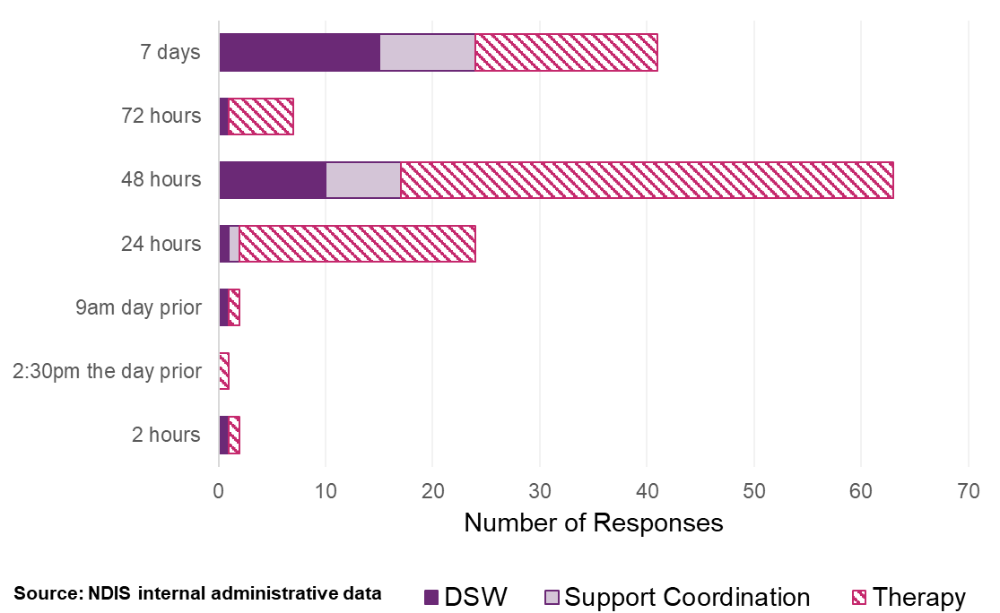 7 days
72 hours
48 hours
24 hours
9am day prior
2:30pm the day prior
2 hours
0 10 20 30 40 50 60 70
Number of Responses
Source: NDIS internal administrative data DSW Support Coordination Therapy